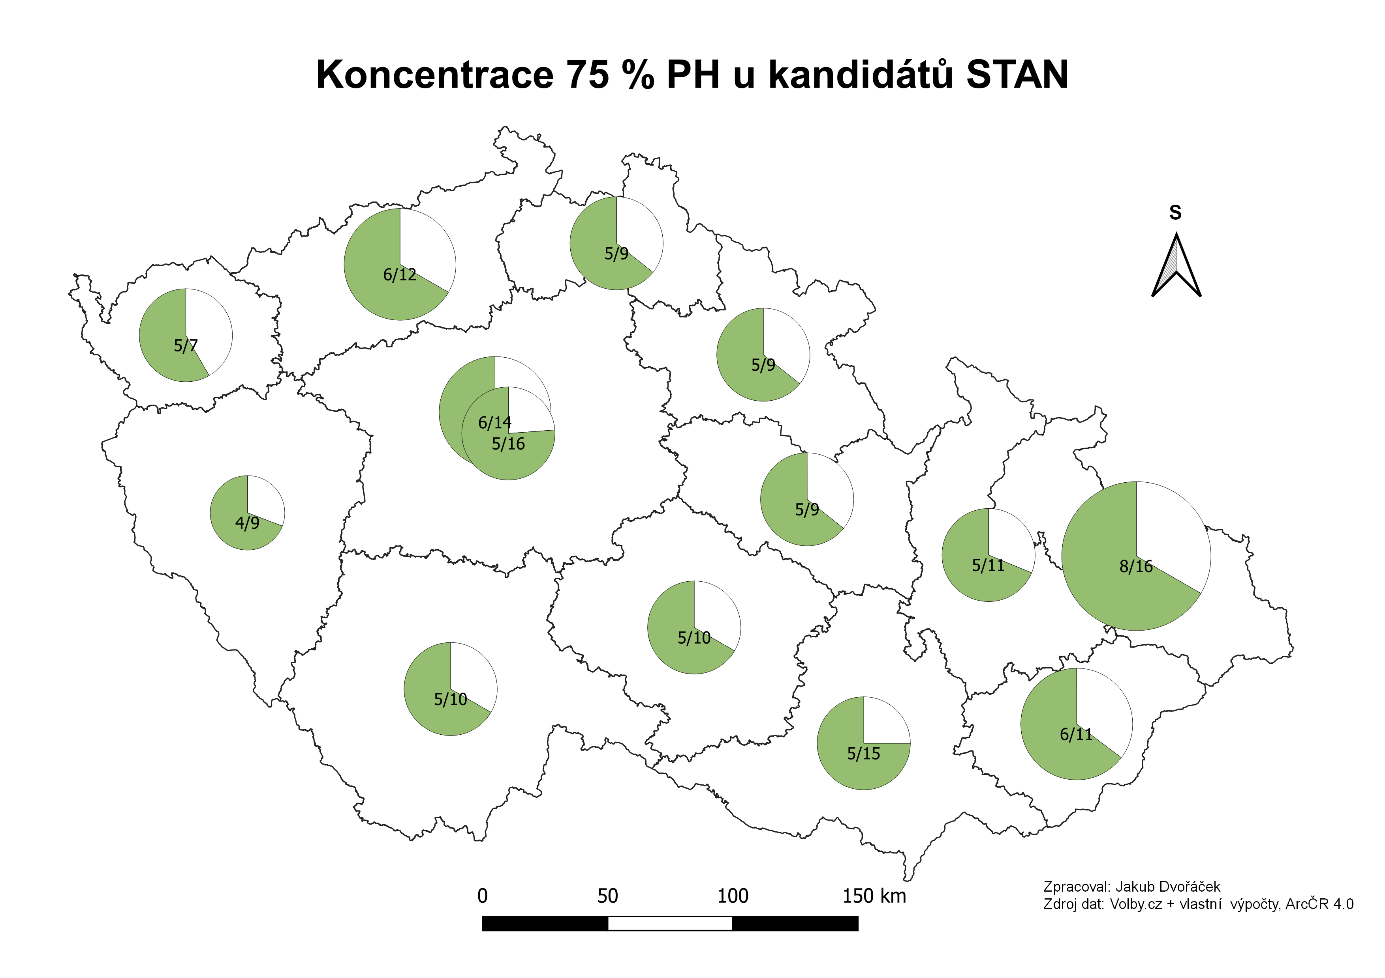 Koncentrace 75 % PH u kandidátů STAN
S
6/12
5/9
5/7
5/9
6/14
5/16
4/9
5/9
5/11
8/16
5/10
5/10
5/15
6/11
0 50 100 150 km
Zpracoval: Jakub Dvořáček
Zdroj dat: Volby.cz + vlastní výpočty, ArcČR 4.0